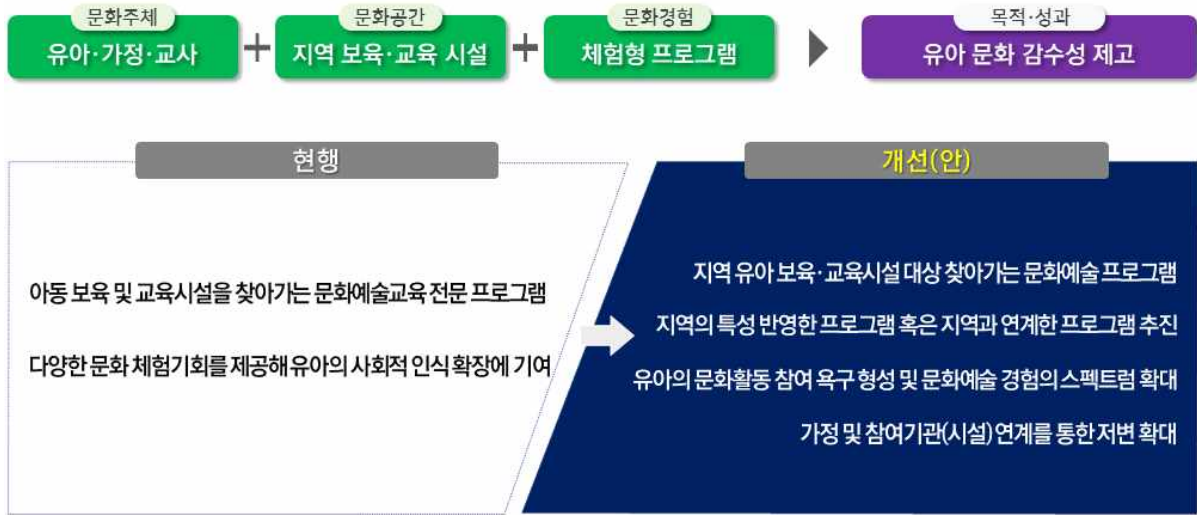 문화주체
유아·가정·교사
+
문화공간
지역 보육·교육 시설
+
문화경험
체험형 프로그램
목적·성과
유아 문화 감수성 제고
현행
아동 보육 및 교육시설을 찾아가는 문화예술교육 전문 프로그램
다양한 문화 체험기회를 제공해 유아의 사회적 인식 확장에 기여
개선(안)
지역 유아 보육·교육시설 대상 찾아가는 문화예술 프로그램
지역의 특성 반영한 프로그램 혹은 지역과 연계한 프로그램 추진
유아의 문화활동 참여 욕구 형성 및 문화예술 경험의 스펙트럼 확대
가정 및 참여기관(시설) 연계를 통한 저변 확대